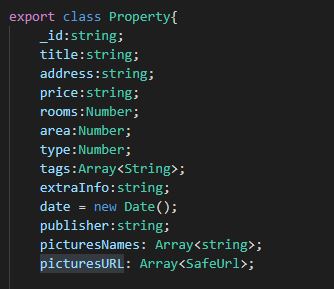 export class Property{
_id:string;
title:string;
address:string;
price:string;
rooms:Number;
area:Number;
type:Number;
tags:Array<String>;
extraInfo:string;
date = new Date();
publisher:string;
picturesNames: Array<string>;
picturesURL: Array<SafeUrl>;